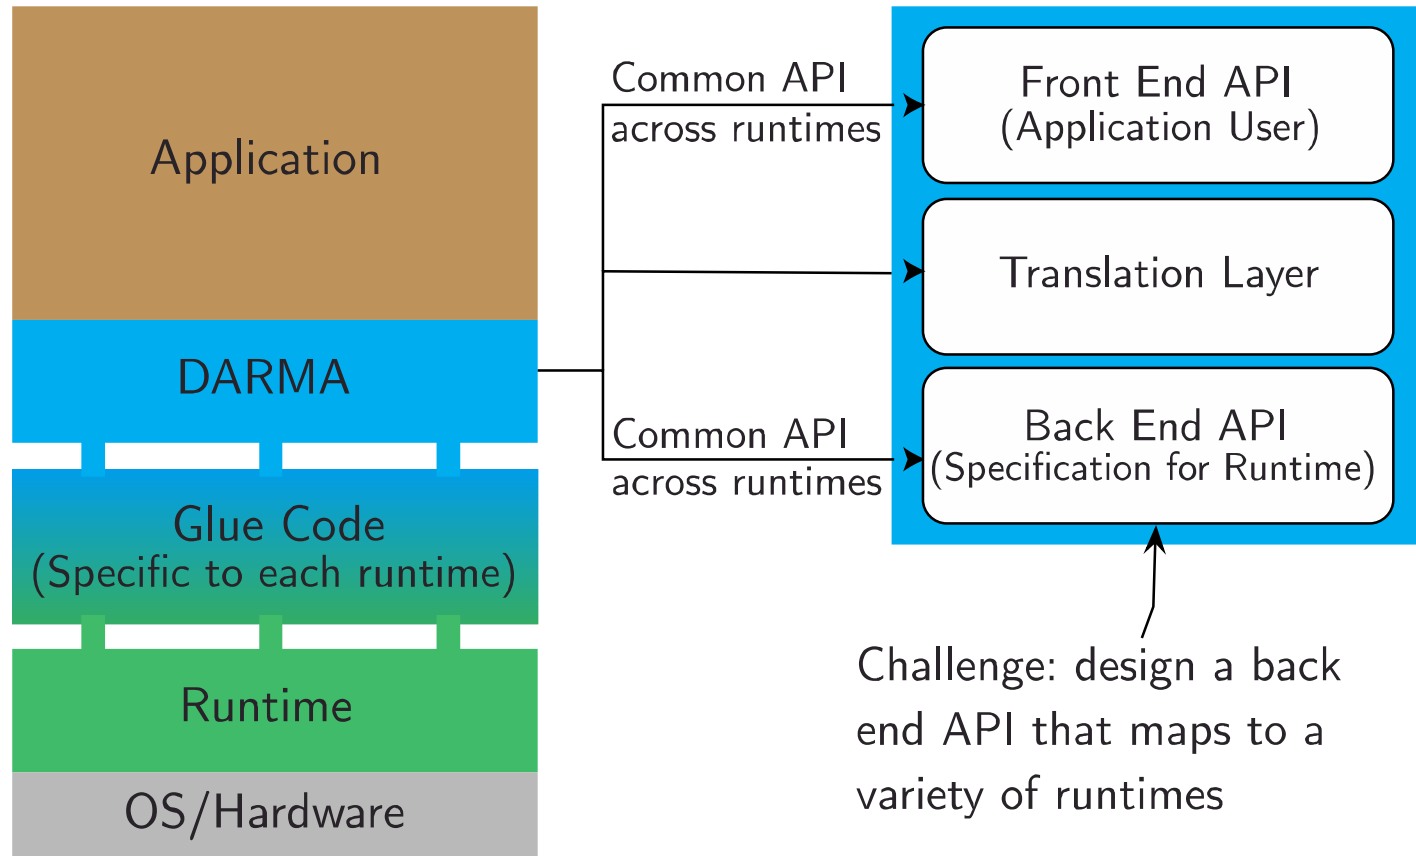 Application
DARMA
Glue Code
(Specific to each runtime)
Runtime
OS/Hardware
Common API
across runtimes
Common API
across runtimes
Front End API
(Application User)
Translation Layer
Back End API
(Specification for Runtime)
Challenge: design a back
end API that maps to a
variety of runtimes